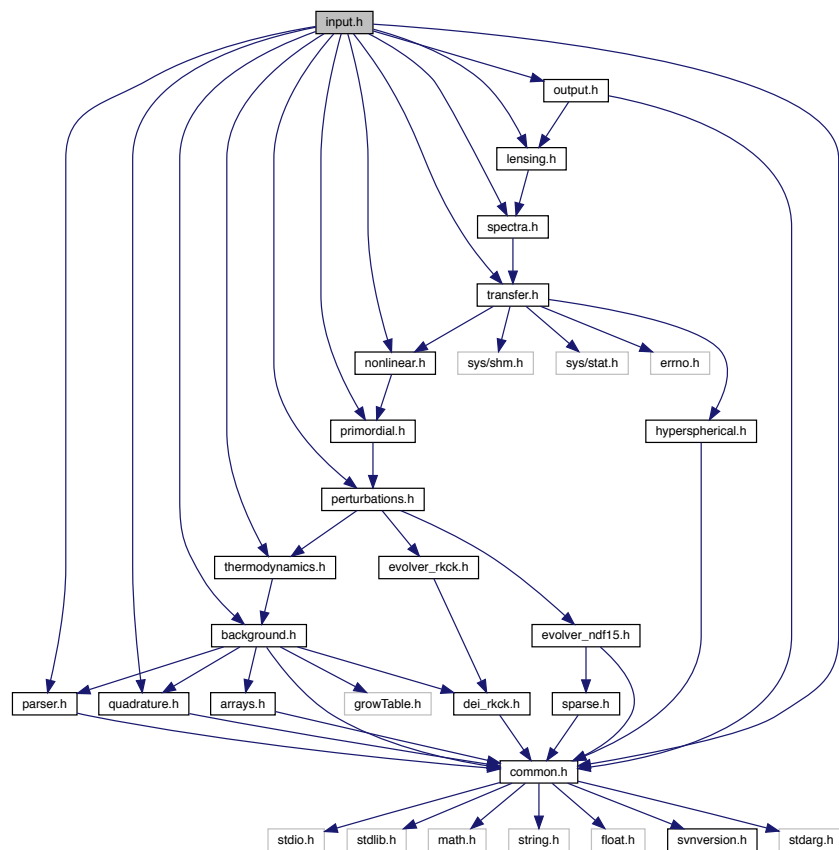 input.h
output.h
lensing.h
spectra.h
transfer.h
nonlinear.h
sys/shm.h
sys/stat.h
errno.h
primordial.h
hyperspherical.h
perturbations.h
thermodynamics.h
evolver_rkck.h
background.h
evolver_ndf15.h
parser.h
quadrature.h
arrays.h
growTable.h
dei_rkck.h
sparse.h
common.h
stdio.h
stdlib.h
math.h
string.h
float.h
svnversion.h
stdarg.h